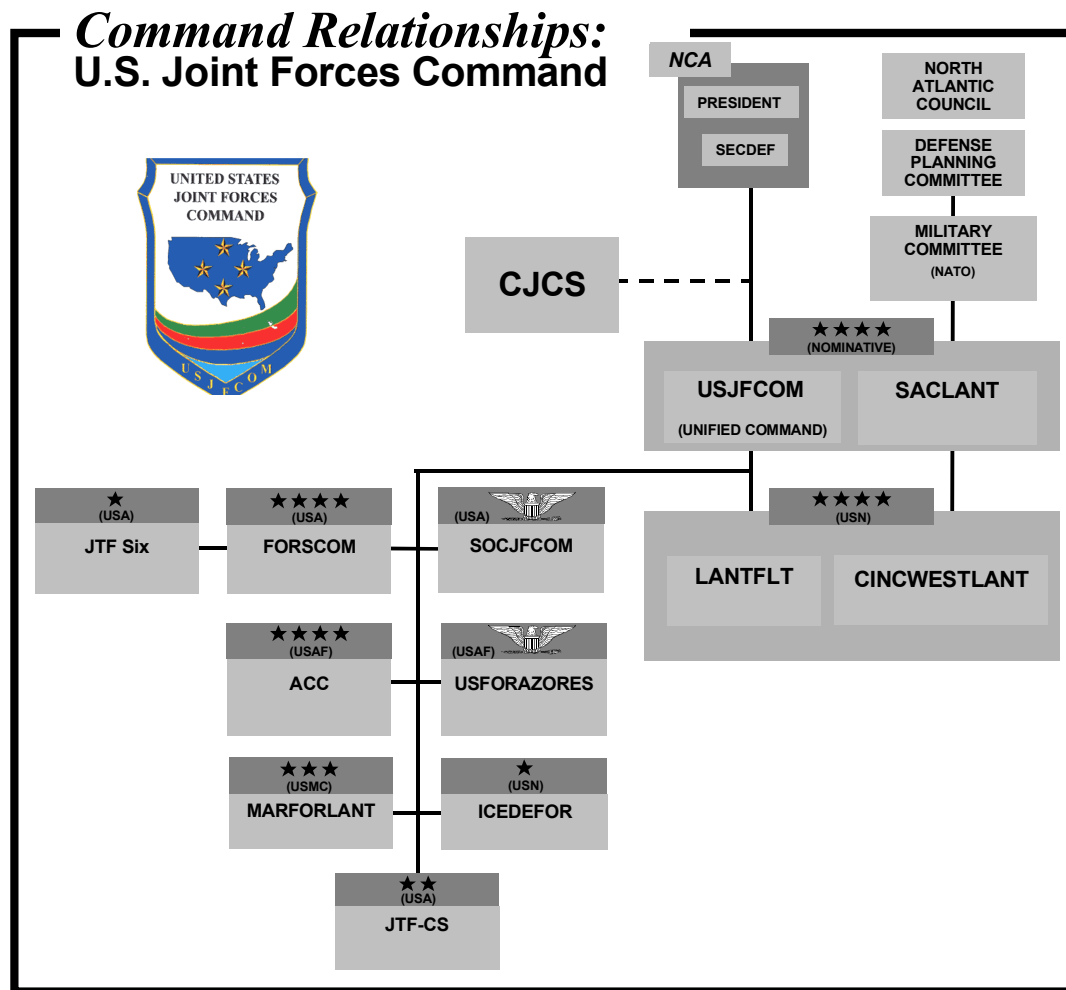 Command Relationships:
U.S. Joint Forces Command
NCA
PRESIDENT
SECDEF
NORTH
ATLANTIC
COUNCIL
DEFENSE
PLANNING
COMMITTEE
MILITARY
COMMITTEE
(NATO)
UNITED STATES
JOINT FORCES
COMMAND
USJFCOM
CJCS
(NOMINATIVE)
USJFCOM
(UNIFIED COMMAND)
SACLANT
(USN)
LANTFLT
CINCWESTLANT
(USA)
JTF Six
(USA)
FORSCOM
(USA)
SOCJFCOM
(USAF)
ACC
(USAF)
USFORAZORES
(USMC)
MARFORLANT
(USN)
ICEDEFOR
(USA)
JTF-CS